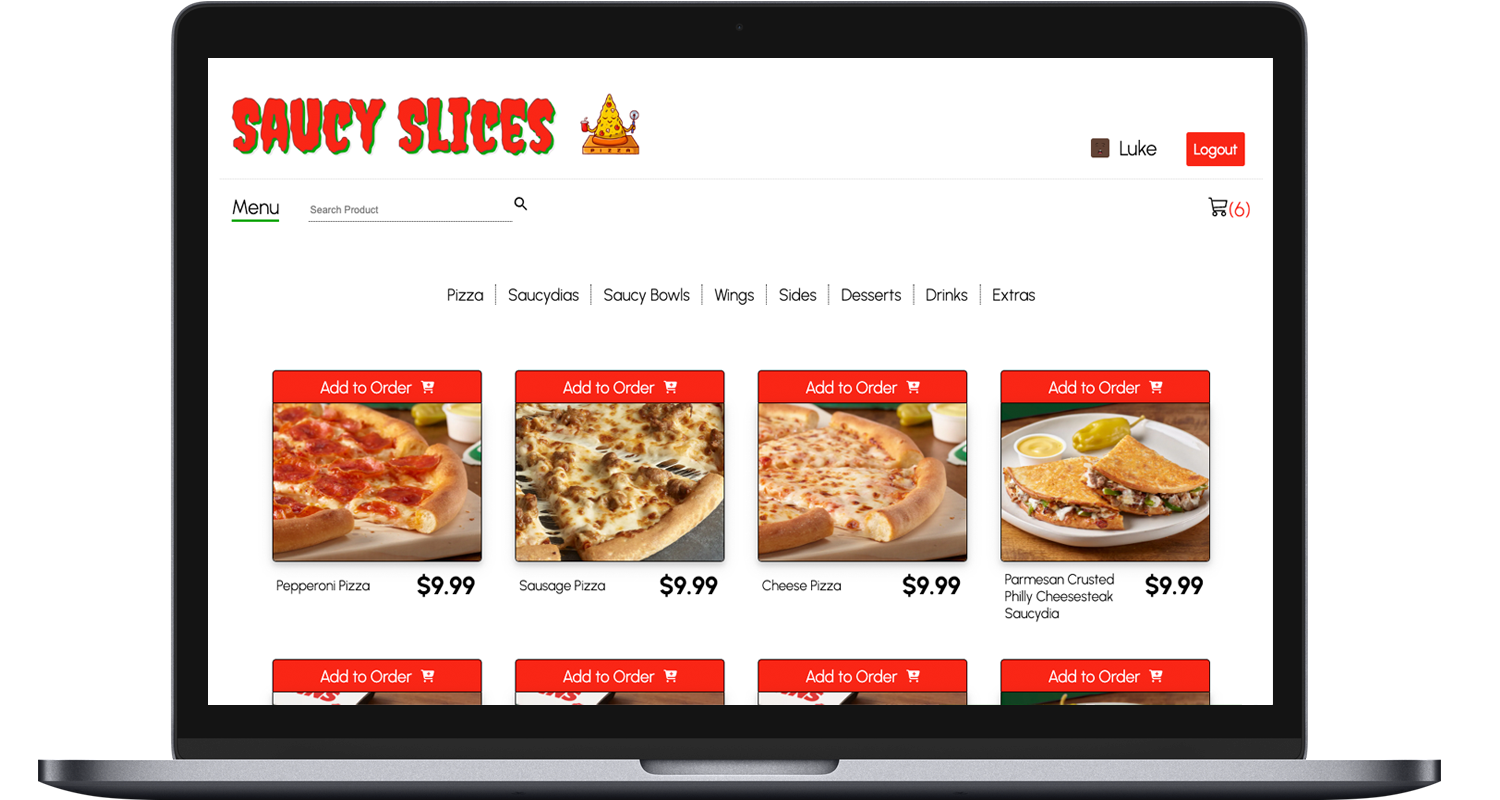 SAUCY SLICES
PIZZA
Luke
Logout
Menu
Search Product
(6)
Pizza
Saucydias
Saucy Bowls
Wings
Sides
Desserts
Drinks
Extras
Add to Order
Add to Order
Add to Order
Add to Order
Pepperoni Pizza
$9.99
Sausage Pizza
$9.99
Cheese Pizza
$9.99
Parmesan Crusted
Philly Cheesesteak
Saucydia
$9.99
Add to Order
Add to Order
Add to Order
Add to Order